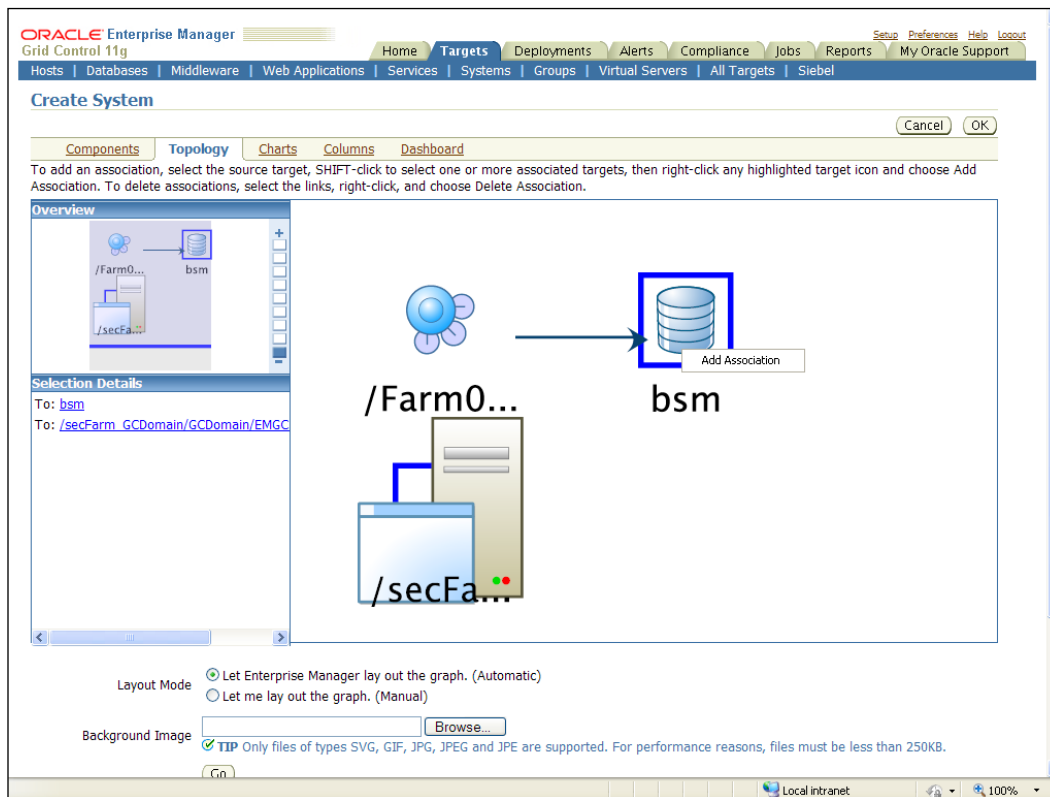 ORACLE Enterprise Manager
Grid Control 11g
Setup Preferences Help Logout
Home Targets Deployments Alerts Compliance Jobs Reports My Oracle Support
Hosts | Databases | Middleware | Web Applications | Services | Systems | Groups | Virtual Servers | All Targets | Siebel
Create System
Cancel OK
Components Topology Charts Columns Dashboard
To add an association, select the source target, SHIFT-click to select one or more associated targets, then right-click any highlighted target icon and choose Add
Association. To delete associations, select the links, right-click, and choose Delete Association.
Overview
/Farm0... bsm
/secFa...
Selection Details
To: bsm
To: /secFarm_GCDomain/GCDomain/EMGC
Add Association
/Farm0... bsm
/secFa...
Layout Mode
Let Enterprise Manager lay out the graph. (Automatic)
Let me lay out the graph. (Manual)
Background Image
Browse...
TIP Only files of types SVG, GIF, JPG, JPEG and JPE are supported. For performance reasons, files must be less than 250KB.
Go
Local intranet 100%